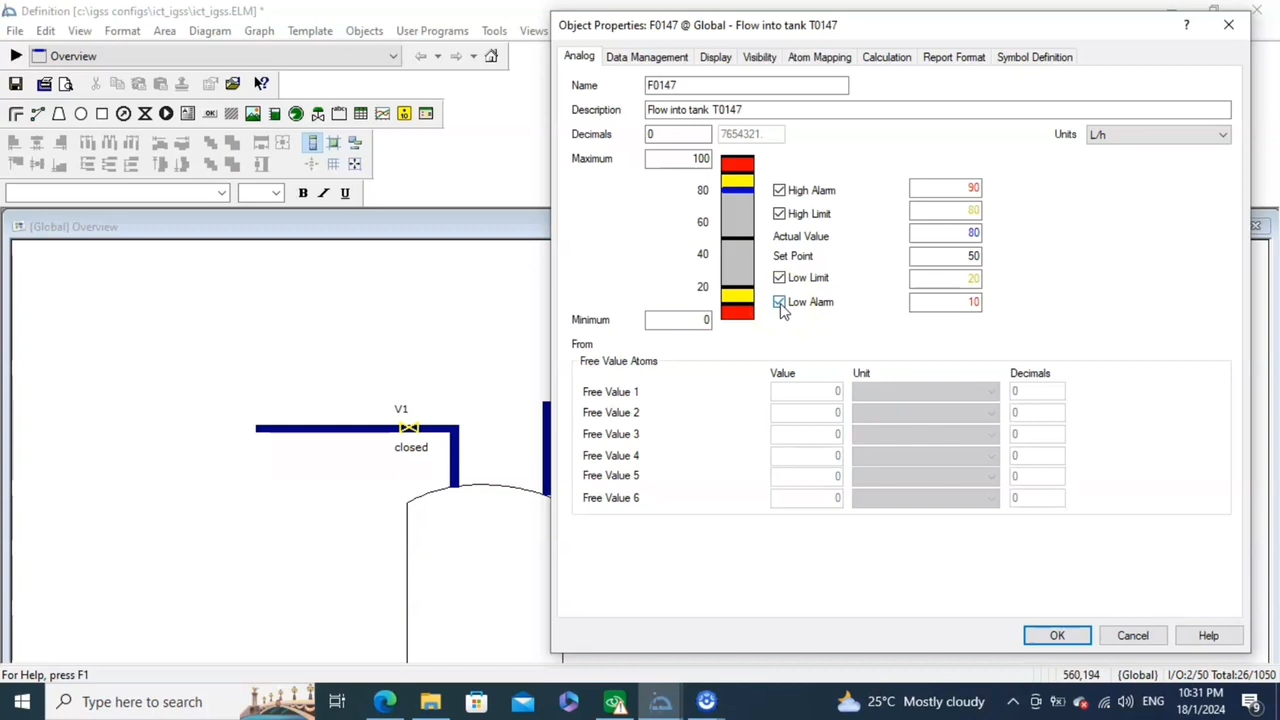 Definition [c:\igss configs\ict_igss\ict_igss.ELM] *
File Edit View Format Area Diagram Graph Template Objects User Programs Tools Views
Overview
B I U
[Global] Overview
V1
closed
Object Properties: F0147 @ Global - Flow into tank T0147
Analog Data Management Display Visibility Atom Mapping Calculation Report Format Symbol Definition
Name F0147
Description Flow into tank T0147
Decimals 0 7654321. Units L/h
Maximum 100
80 High Alarm 90
High Limit 80
60 Actual Value 80
40 Set Point 50
20 Low Limit 20
Low Alarm 10
Minimum 0
From
Free Value Atoms
Value Unit Decimals
Free Value 1 0 0
Free Value 2 0 0
Free Value 3 0 0
Free Value 4 0 0
Free Value 5 0 0
Free Value 6 0 0
OK Cancel Help
For Help, press F1 560,194 {Global} I/O:2/50 Total:26/1050
Type here to search 25°C Mostly cloudy ENG 10:31 PM
18/1/2024 9